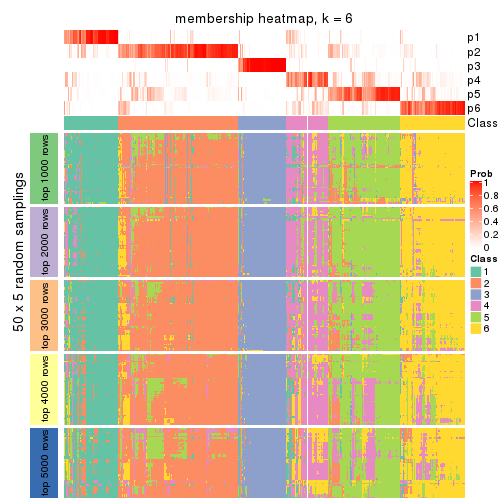 membership heatmap, k = 6
p1
p2
p3
p4
p5
p6
Class
50 x 5 random samplings
top 1000 rows
top 2000 rows
top 3000 rows
top 4000 rows
top 5000 rows
Prob
1
0.8
0.6
0.4
0.2
0
Class
1
2
3
4
5
6